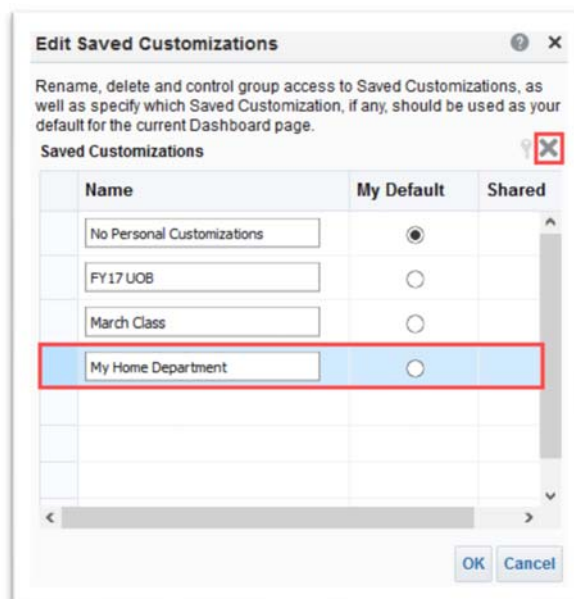 Edit Saved Customizations
Rename, delete and control group access to Saved Customizations, as
well as specify which Saved Customization, if any, should be used as your
default for the current Dashboard page.
Saved Customizations
Name My Default Shared
No Personal Customizations
FY17 UOB
March Class
My Home Department
OK Cancel